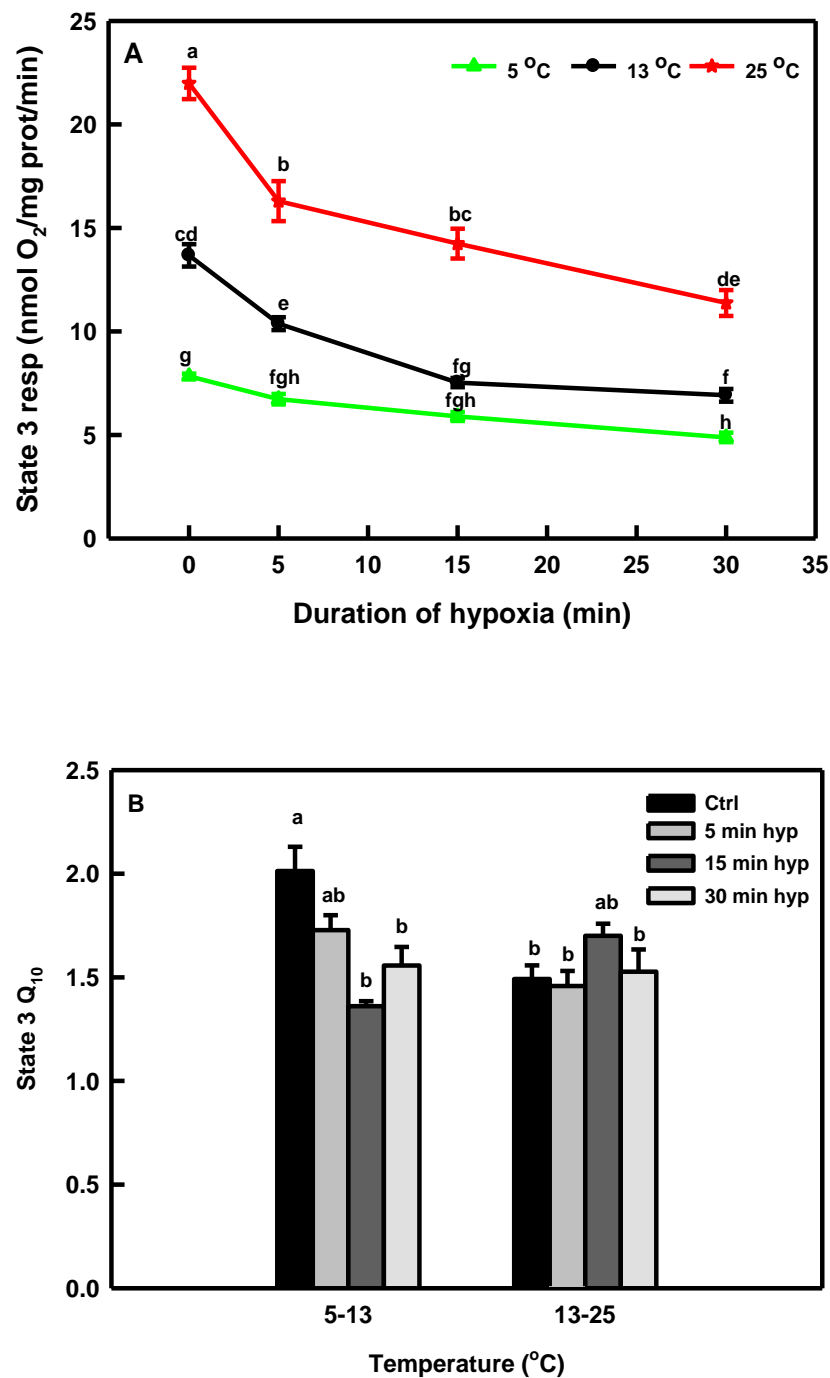 A
5 °C
13 °C
25 °C
State 3 resp (nmol O₂/mg prot/min)
25
20
15
10
5
0
a
b
bc
de
cd
e
fg
f
g
fgh
fgh
h
0 5 10 15 20 25 30 35
Duration of hypoxia (min)
B
Ctrl
5 min hyp
15 min hyp
30 min hyp
State 3 Q₁₀
2.5
2.0
1.5
1.0
0.5
0.0
a
ab
b
b
b
b
ab
b
5-13 13-25
Temperature (°C)